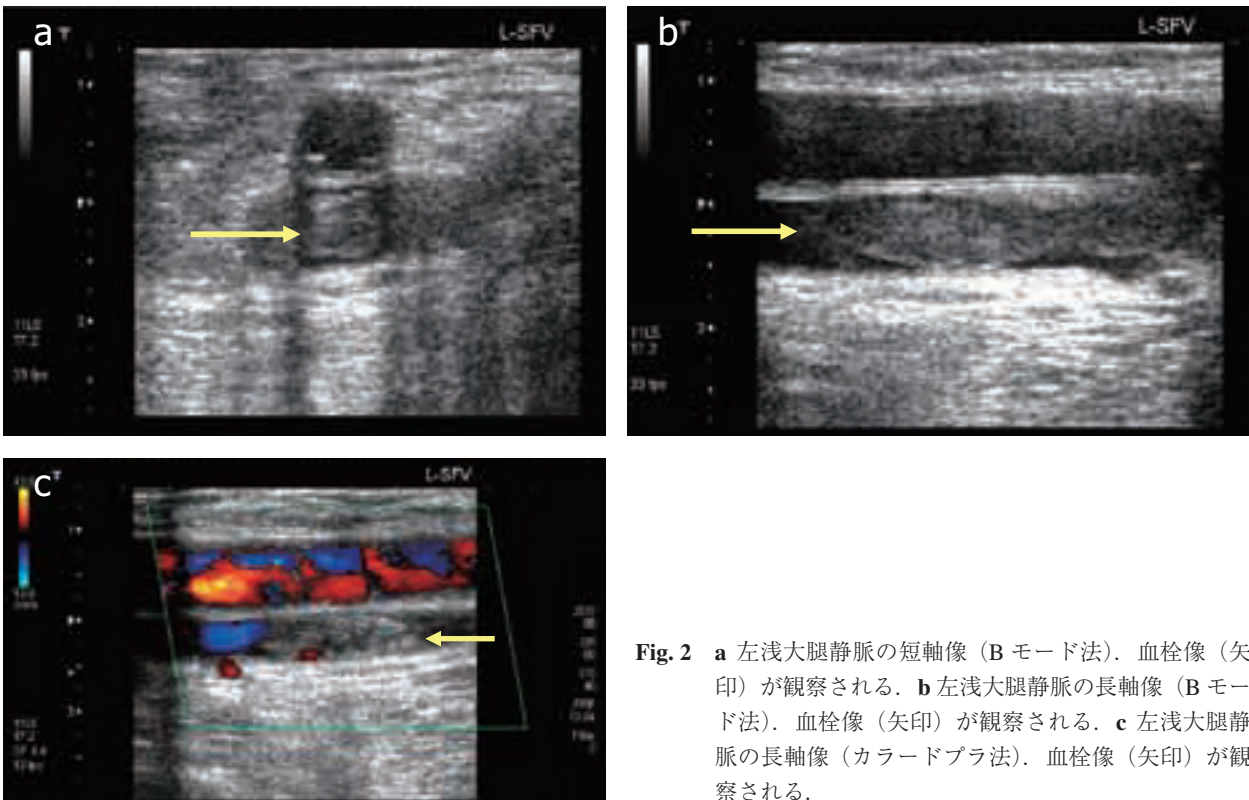 a
T
L-SFV
b
T
L-SFV
c
T
L-SFV
Fig. 2 a 左浅大腿静脈の短軸像（B モード法）．血栓像（矢
印）が観察される．b 左浅大腿静脈の長軸像（B モー
ド法）．血栓像（矢印）が観察される．c 左浅大腿静
脈の長軸像（カラードプラ法）．血栓像（矢印）が観
察される．